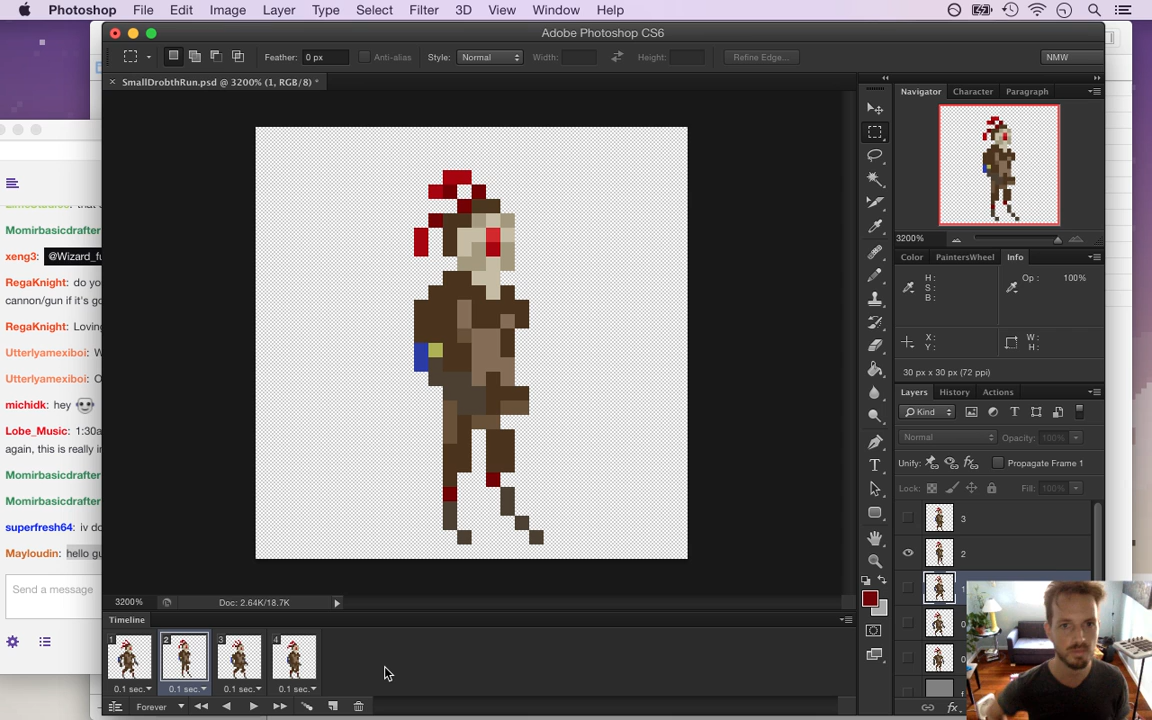 Photoshop File Edit Image Layer Type Select Filter 3D View Window Help
Adobe Photoshop CS6
Feather: 0 px Anti-alias Style: Normal Width: Height: Refine Edge... NMW
× SmallDrobthRun.psd @ 3200% (1, RGB/8) *
Navigator Character Paragraph
3200%
Color PaintersWheel Info
H: Op: 100%
S:
B:
X: W:
Y: H:
30 px x 30 px (72 ppi)
Layers History Actions
Kind
Normal Opacity: 100%
Unify: Propagate Frame 1
Lock: Fill: 100%
3
2
0
0
Momirbasicdrafter
xeng3: @Wizard_fu
RegaKnight: do yo
cannon/gun if it's go
RegaKnight: Loving
Utterlyamexiboi: W
Utterlyamexiboi: O
michidk: hey
Lobe_Music: 1:30a
again, this is really in
Momirbasicdrafter
Momirbasicdrafter
superfresh64: iv do
Mayloudin: hello gu
Send a message
3200% Doc: 2.64K/18.7K
Timeline
1 2 3 4
0.1 sec. 0.1 sec. 0.1 sec. 0.1 sec.
Forever